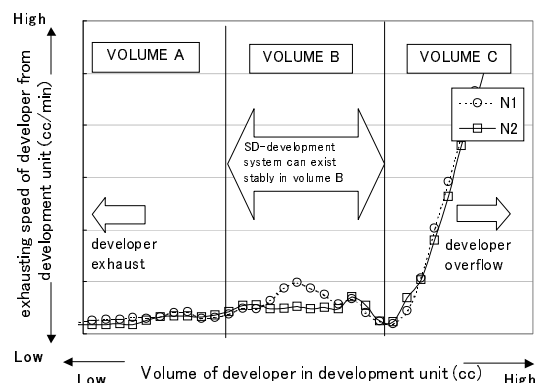 High
VOLUME A
VOLUME B
VOLUME C
N1
N2
SD-development
system can exist
stably in volume B
developer
exhaust
developer
overflow
exhausting speed of developer from
development unit (cc/min)
Low
Low
Volume of developer in development unit (cc)
High